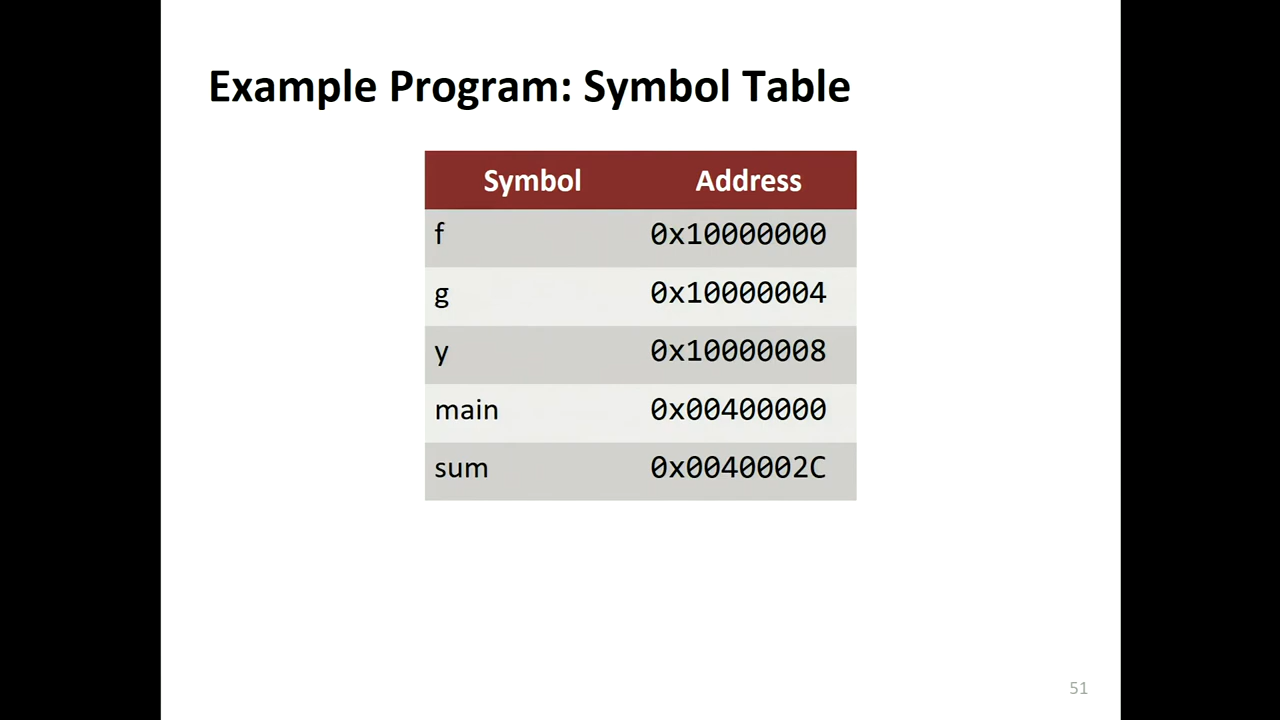 Example Program: Symbol Table
Symbol Address
f 0x10000000
g 0x10000004
y 0x10000008
main 0x00400000
sum 0x0040002C
51